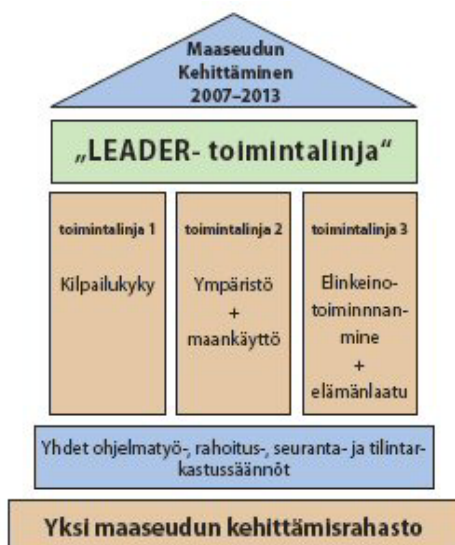 Maaseudun
Kehittäminen
2007–2013
„LEADER- toimintalinja“
toimintalinja 1
Kilpailukyky
toimintalinja 2
Ympäristö
+
maankäyttö
toimintalinja 3
Elinkeino-
toiminnnan-
mine
+
elämänlaatu
Yhdet ohjelmatyö-, rahoitus-, seuranta- ja tilintar-
kastussäännöt
Yksi maaseudun kehittämisrahasto